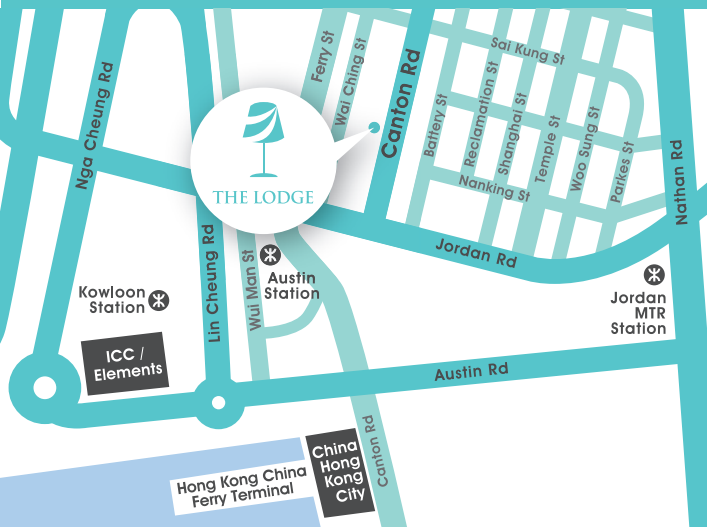 Ferry St
Wai Ching St
Canton Rd
Sai Kung St
Nga Cheung Rd
Battery St
Reclamation St
Shanghai St
Temple St
Woo Sung St
Parkes St
Nathan Rd
THE LODGE
Nanking St
Jordan Rd
Lin Cheung Rd
Wui Man St
Austin
Station
Kowloon
Station
Jordan
MTR
Station
ICC /
Elements
Austin Rd
Canton Rd
China
Hong
Kong
City
Hong Kong China
Ferry Terminal